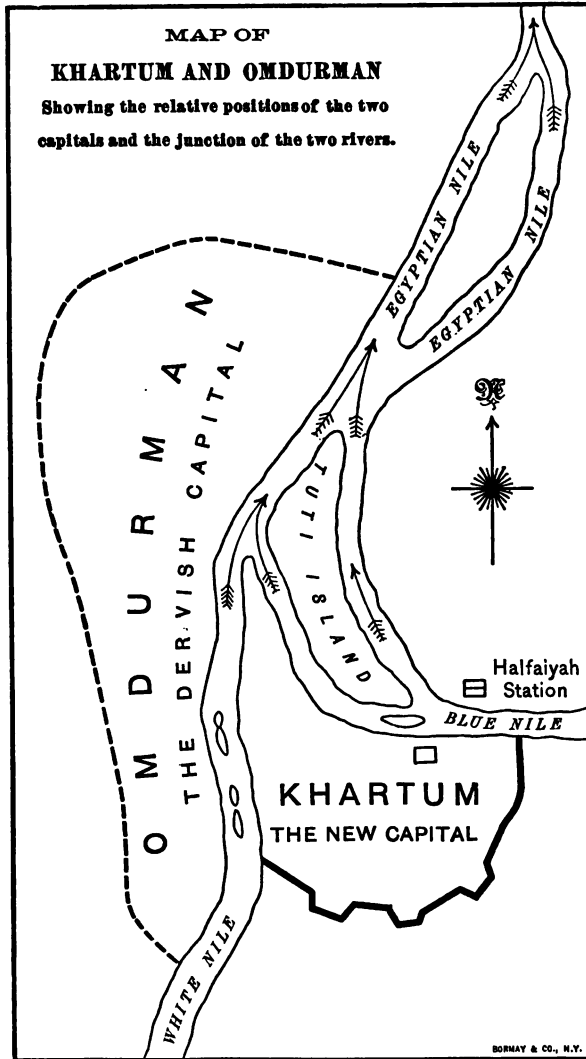 MAP OF
KHARTUM AND OMDURMAN
Showing the relative positions of the two
capitals and the junction of the two rivers.
EGYPTIAN NILE
EGYPTIAN NILE
N
OMDURMAN
THE DERVISH CAPITAL
TUTI ISLAND
Halfaiyah
Station
BLUE NILE
KHARTUM
THE NEW CAPITAL
WHITE NILE
BORMAY & CO., N.Y.